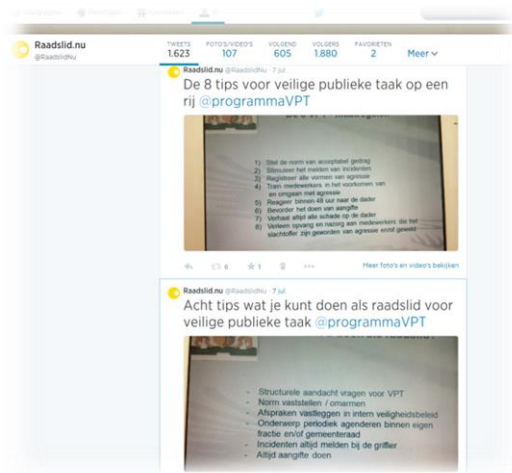 Raadslid.nu
@RaadslidNu
TWEETS FOTO'S/VIDEO'S VOLGEND VOLGERS FAVORIETEN
1.623 107 605 1.880 2 Meer
Raadslid.nu @RaadslidNu · 7 jul.
De 8 tips voor veilige publieke taak op een
rij @programmaVPT
1) Stel de norm van acceptabel gedrag
2) Stimuleer het melden van incidenten
3) Registreer alle vormen van agressie
4) Train medewerkers in het voorkomen van
en omgaan met agressie
5) Reageer binnen 48 uur naar de dader
6) Bevorder het doen van aangifte
7) Verhaal altijd alle schade op de dader
8) Verleen opvang en nazorg aan medewerkers die het
slachtoffer zijn geworden van agressie en/of geweld
6 1 Meer foto's en video's bekijken
Raadslid.nu @RaadslidNu · 7 jul.
Acht tips wat je kunt doen als raadslid voor
veilige publieke taak @programmaVPT
- Structurele aandacht vragen voor VPT
- Norm vaststellen / omarmen
- Afspraken vastleggen in intern veiligheidsbeleid
- Onderwerp periodiek agenderen binnen eigen
fractie en/of gemeenteraad
- Incidenten altijd melden bij de griffier
- Altijd aangifte doen